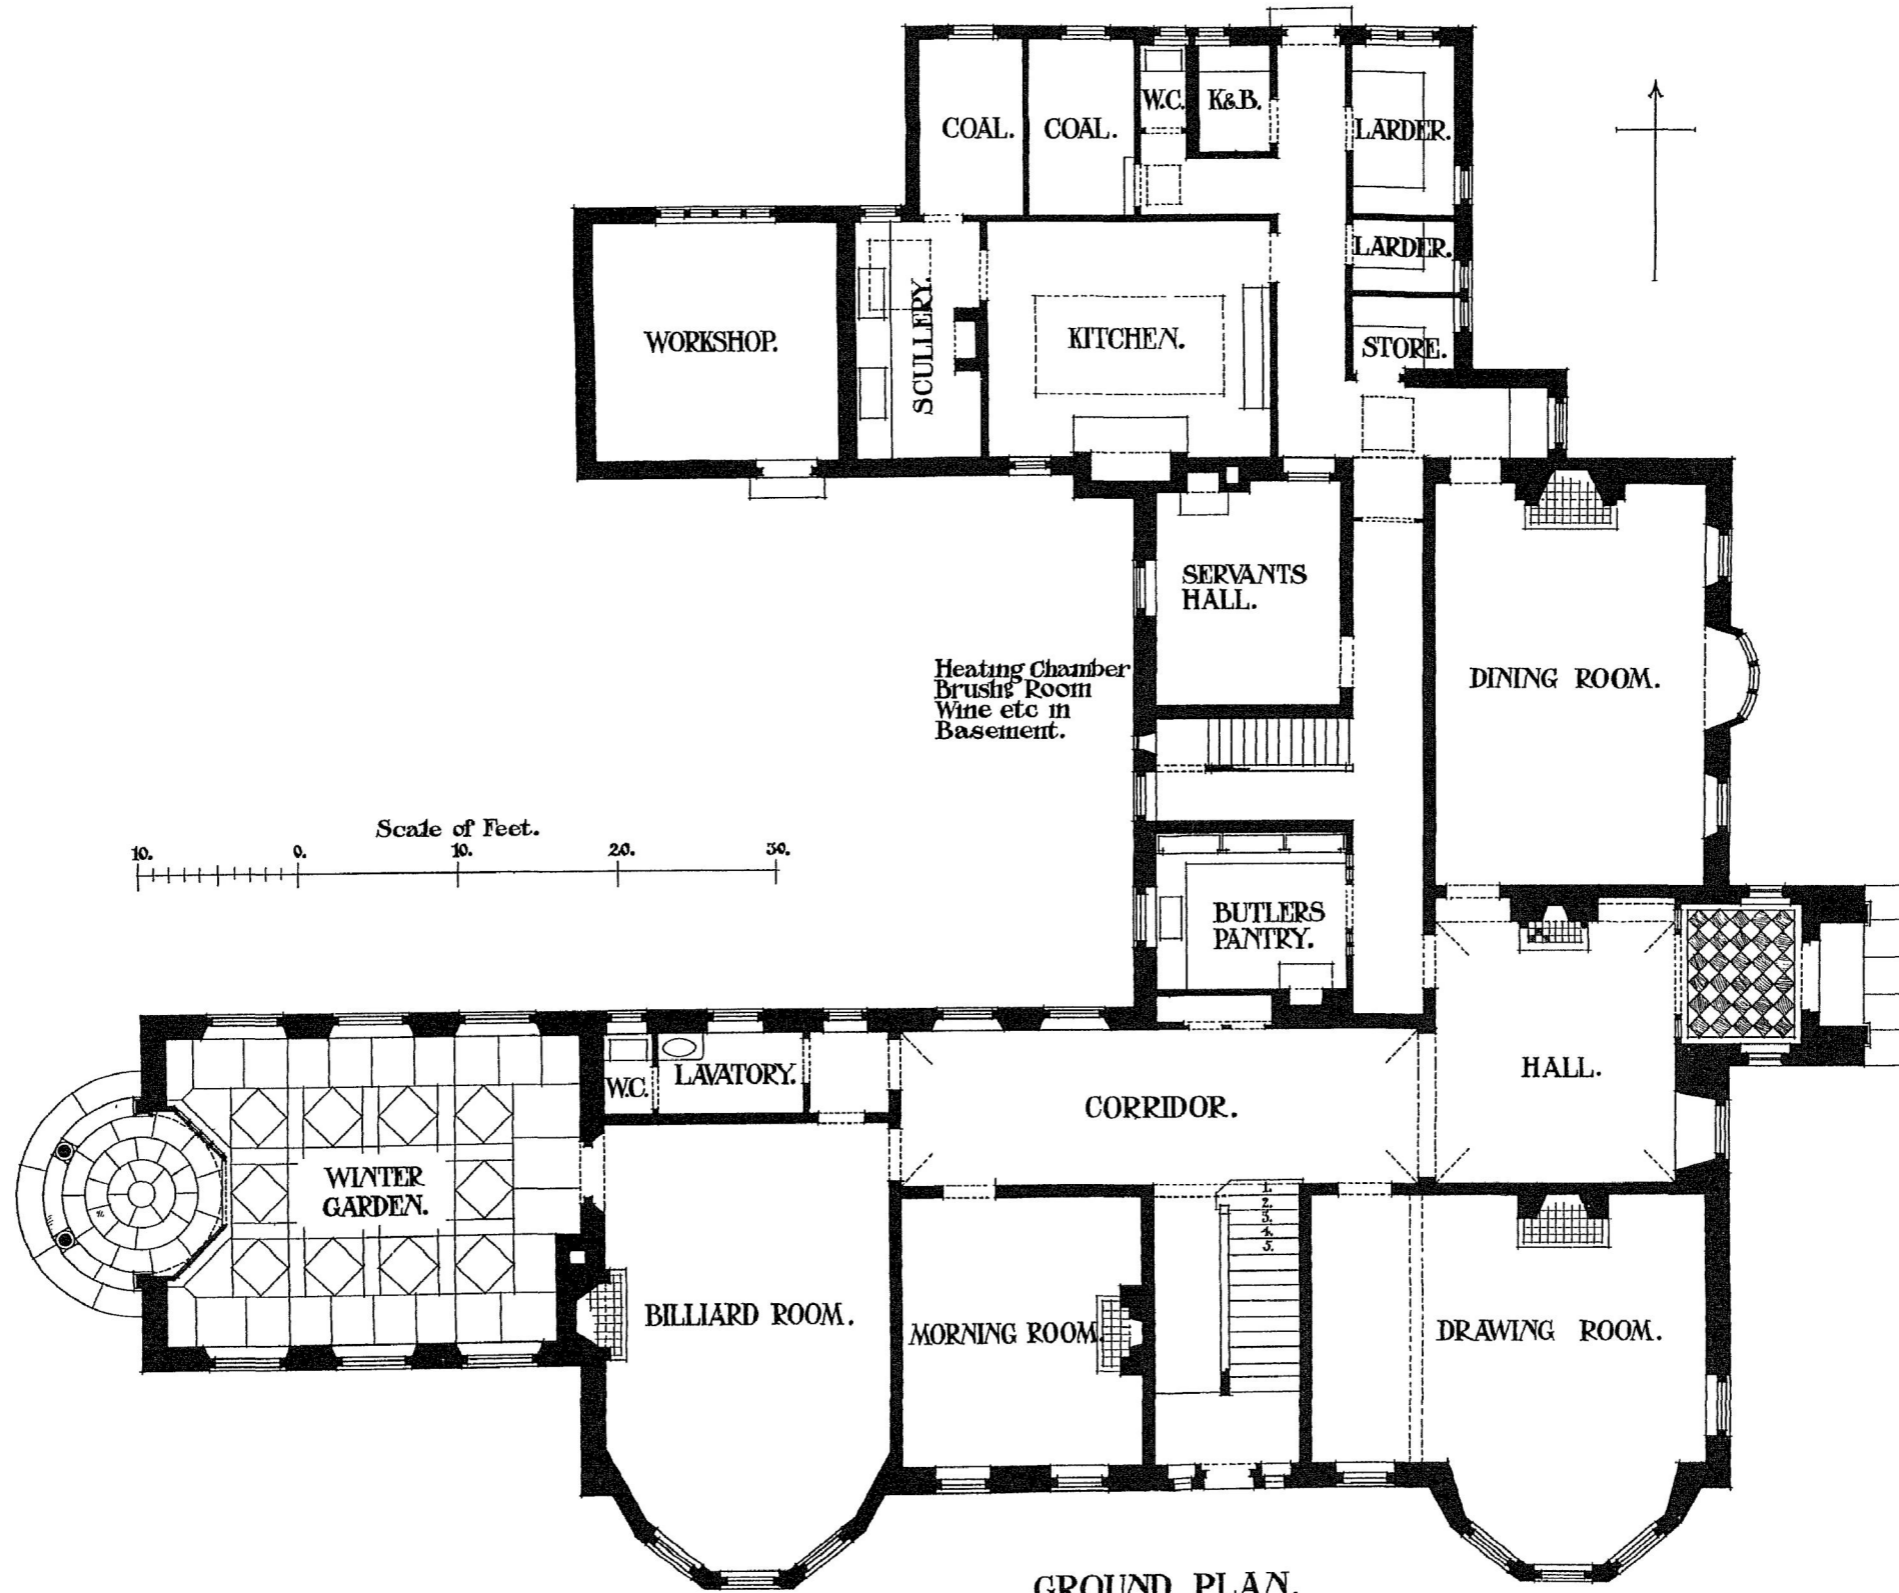 COAL.
COAL.
W.C.
K&B.
LARDER.
LARDER.
STORE.
WORKSHOP.
SCULLERY.
KITCHEN.
SERVANTS
HALL.
DINING ROOM.
Heating Chamber
Brushg Room
Wine etc in
Basement.
Scale of Feet.
10. 0. 10. 20. 30.
BUTLERS
PANTRY.
HALL.
W.C.
LAVATORY.
CORRIDOR.
WINTER
GARDEN.
1.
2.
3.
4.
5.
BILLIARD ROOM.
MORNING ROOM.
DRAWING ROOM.
GROUND PLAN.